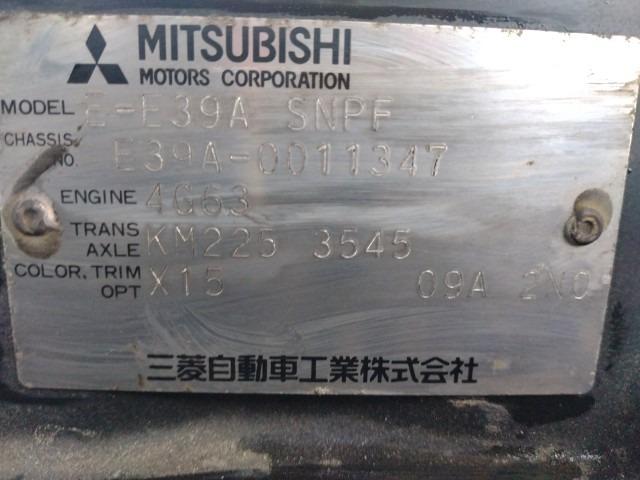 MITSUBISHI
MOTORS CORPORATION
MODEL E-E39A SNPF
CHASSIS NO. E39A-0011347
ENGINE 4G63
TRANS AXLE KM225 3545
COLOR, TRIM OPT X15 09A 2N0
三菱自動車工業株式会社